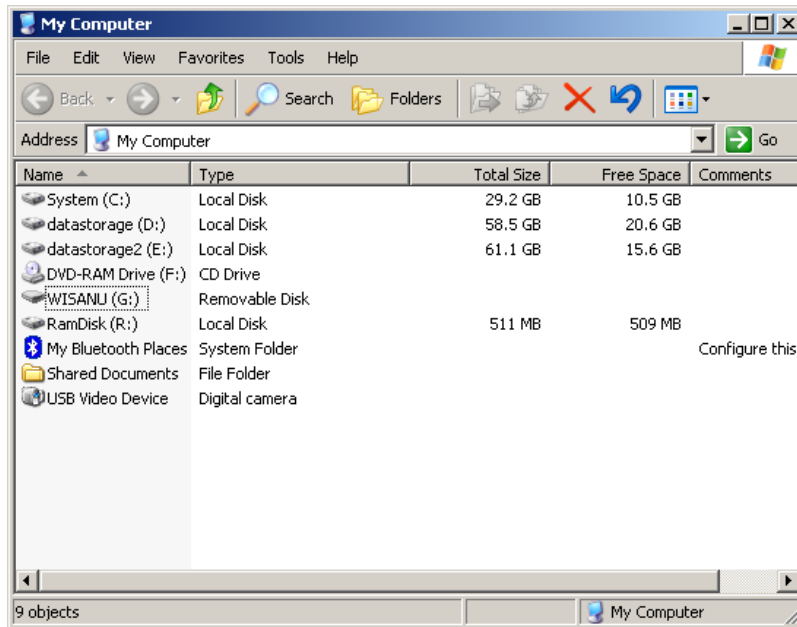 My Computer
File Edit View Favorites Tools Help
Back Search Folders
Address My Computer Go
Name Type Total Size Free Space Comments
System (C:) Local Disk 29.2 GB 10.5 GB
datastorage (D:) Local Disk 58.5 GB 20.6 GB
datastorage2 (E:) Local Disk 61.1 GB 15.6 GB
DVD-RAM Drive (F:) CD Drive
WISANU (G:) Removable Disk
RamDisk (R:) Local Disk 511 MB 509 MB
My Bluetooth Places System Folder Configure this
Shared Documents File Folder
USB Video Device Digital camera
9 objects My Computer